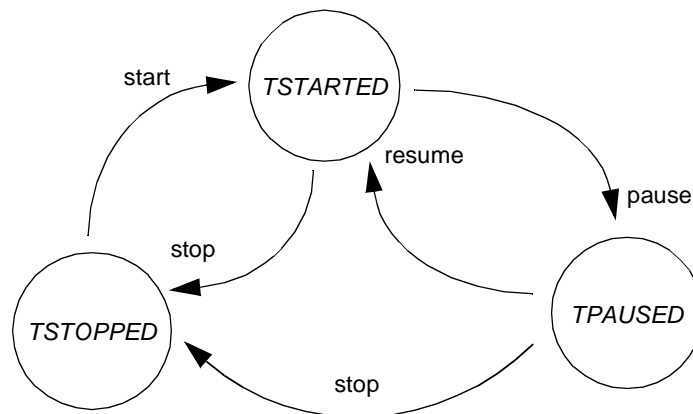 start
TSTARTED
resume
pause
stop
TSTOPPED
TPAUSED
stop